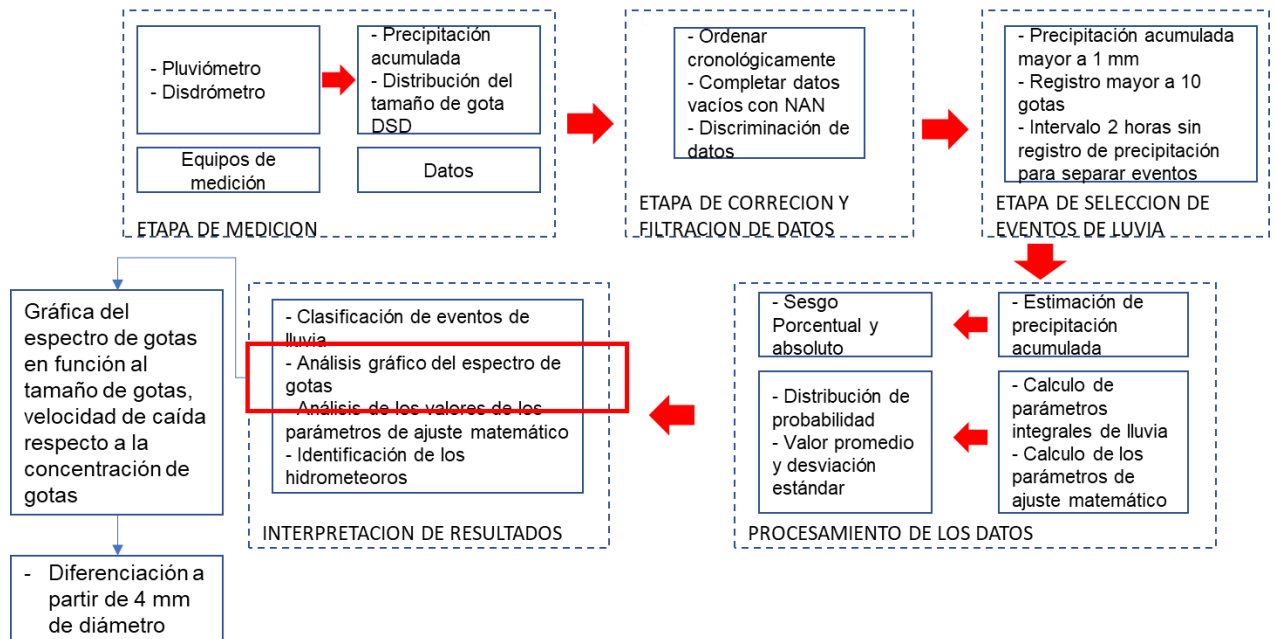 - Pluviómetro
- Disdrómetro
- Precipitación
acumulada
- Distribución del
tamaño de gota
DSD
Equipos de
medición
Datos
ETAPA DE MEDICION
- Ordenar
cronológicamente
- Completar datos
vacíos con NAN
- Discriminación de
datos
ETAPA DE CORRECION Y
FILTRACION DE DATOS
- Precipitación acumulada
mayor a 1 mm
- Registro mayor a 10
gotas
- Intervalo 2 horas sin
registro de precipitación
para separar eventos
ETAPA DE SELECCION DE
EVENTOS DE LUVIA
- Estimación de
precipitación
acumulada
- Sesgo
Porcentual y
absoluto
- Calculo de
parámetros
integrales de lluvia
- Calculo de los
parámetros de
ajuste matemático
- Distribución de
probabilidad
- Valor promedio
y desviación
estándar
PROCESAMIENTO DE LOS DATOS
- Clasificación de eventos de
lluvia
- Análisis gráfico del espectro de
gotas
- Análisis de los valores de los
parámetros de ajuste matemático
- Identificación de los
hidrometeoros
INTERPRETACION DE RESULTADOS
Gráfica del
espectro de gotas
en función al
tamaño de gotas,
velocidad de caída
respecto a la
concentración de
gotas
- Diferenciación a
partir de 4 mm
de diámetro